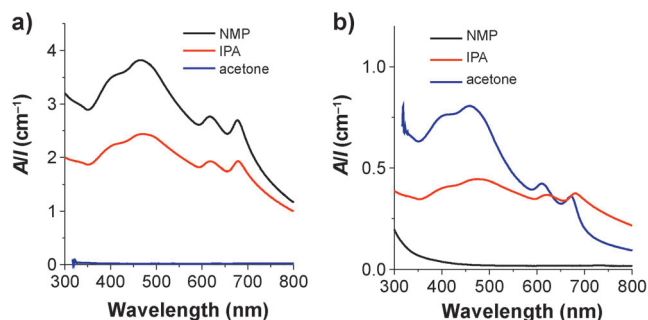 a)
NMP
IPA
acetone
A/l (cm⁻¹)
4
3
2
1
0
300 400 500 600 700 800
Wavelength (nm)
b)
NMP
IPA
acetone
A/l (cm⁻¹)
1.0
0.5
0.0
300 400 500 600 700 800
Wavelength (nm)